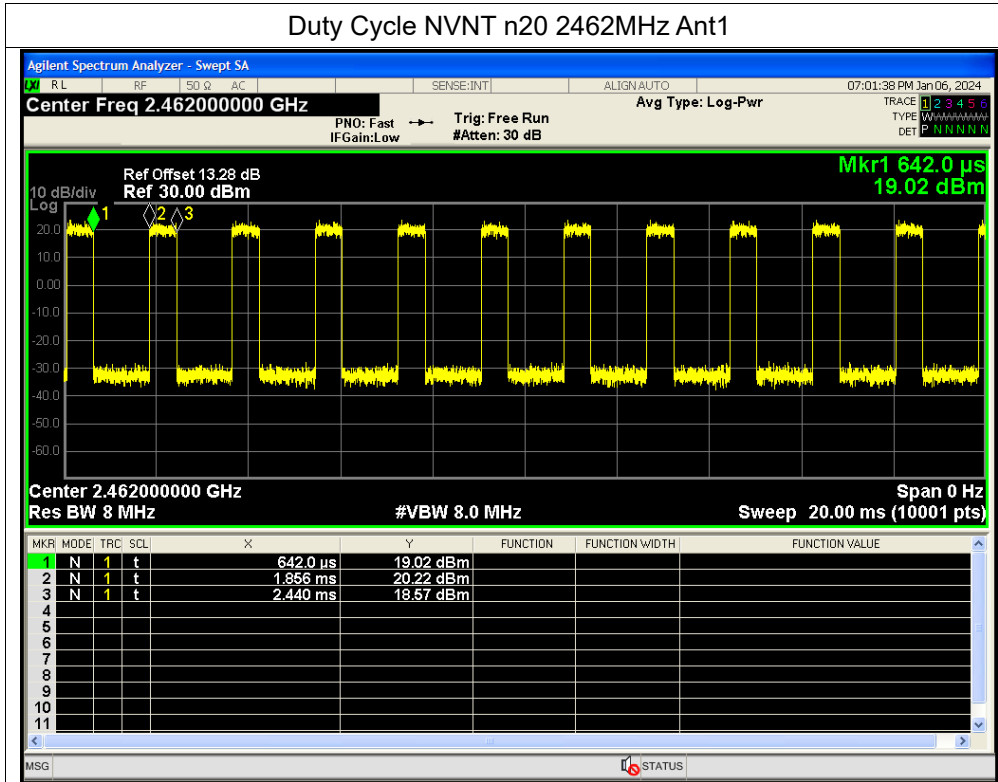 Duty Cycle NVNT n20 2462MHz Ant1
Agilent Spectrum Analyzer - Swept SA
LXI RL RF 50 Ω AC SENSE:INT ALIGNAUTO 07:01:38 PM Jan 06, 2024
Center Freq 2.462000000 GHz Avg Type: Log-Pwr TRACE 1 2 3 4 5 6
PNO: Fast Trig: Free Run TYPE W
IFGain:Low #Atten: 30 dB DET P N N N N N
Mkr1 642.0 µs
Ref Offset 13.28 dB
10 dB/div Ref 30.00 dBm 19.02 dBm
Log
1 2 3
20.0
10.0
0.00
-10.0
-20.0
-30.0
-40.0
-50.0
-60.0
Center 2.462000000 GHz Span 0 Hz
Res BW 8 MHz #VBW 8.0 MHz Sweep 20.00 ms (10001 pts)
MKR MODE TRC SCL X Y FUNCTION FUNCTION WIDTH FUNCTION VALUE
1 N 1 t 642.0 µs 19.02 dBm
2 N 1 t 1.856 ms 20.22 dBm
3 N 1 t 2.440 ms 18.57 dBm
4
5
6
7
8
9
10
11
MSG STATUS